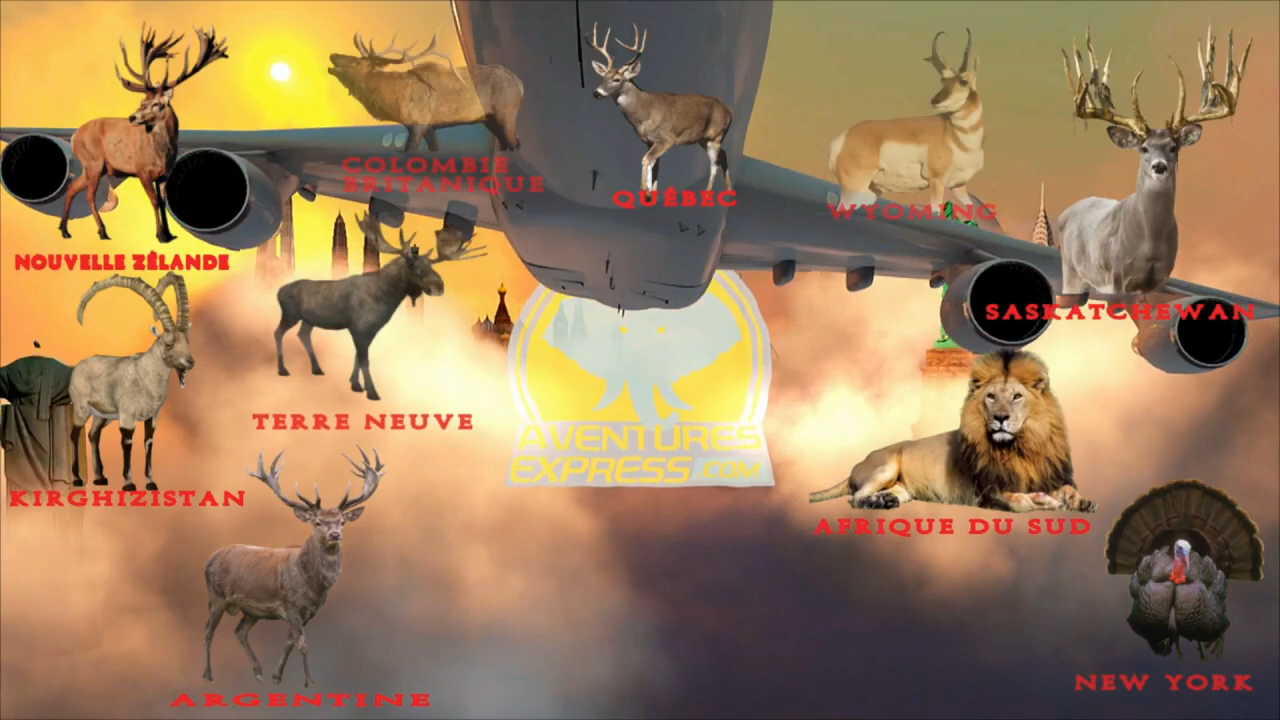 COLOMBIE
BRITANIQUE
QUÉBEC
WYOMING
NOUVELLE ZÉLANDE
SASKATCHEWAN
TERRE NEUVE
AVENTURES
EXPRESS.COM
KIRGHIZISTAN
AFRIQUE DU SUD
NEW YORK
ARGENTINE